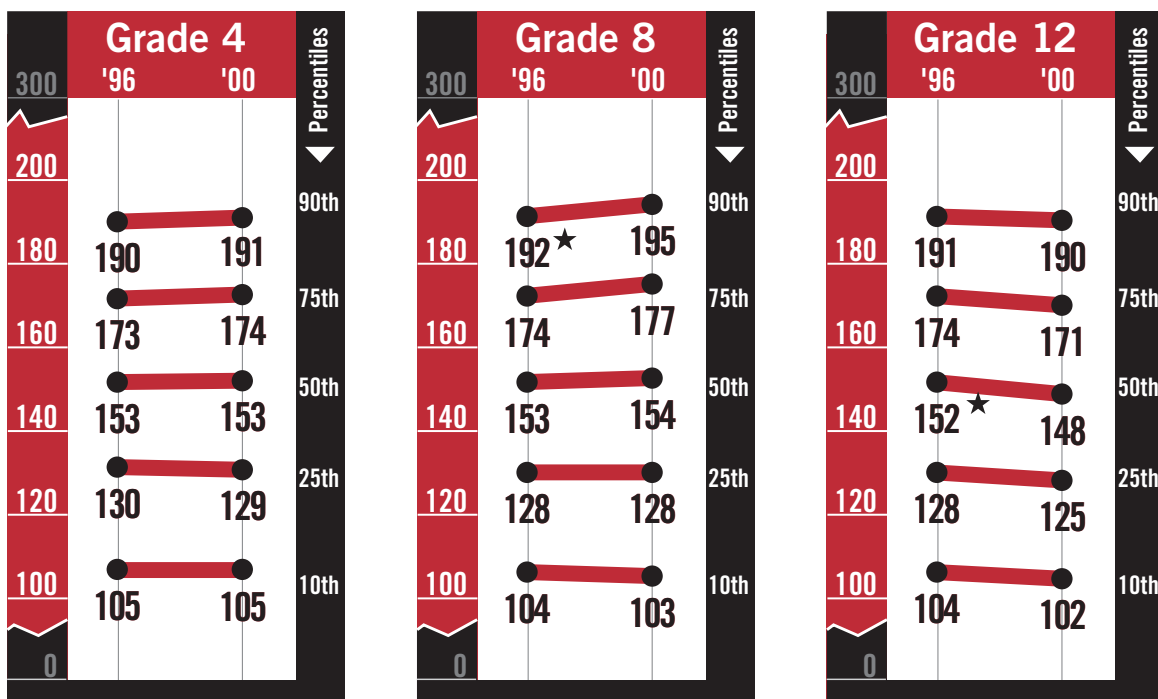 Grade 4
'96 '00
Percentiles
300
200
180
160
140
120
100
0
190 191
173 174
153 153
130 129
105 105
90th
75th
50th
25th
10th
Grade 8
'96 '00
Percentiles
300
200
180
160
140
120
100
0
192★ 195
174 177
153 154
128 128
104 103
90th
75th
50th
25th
10th
Grade 12
'96 '00
Percentiles
300
200
180
160
140
120
100
0
191 190
174 171
152★ 148
128 125
104 102
90th
75th
50th
25th
10th